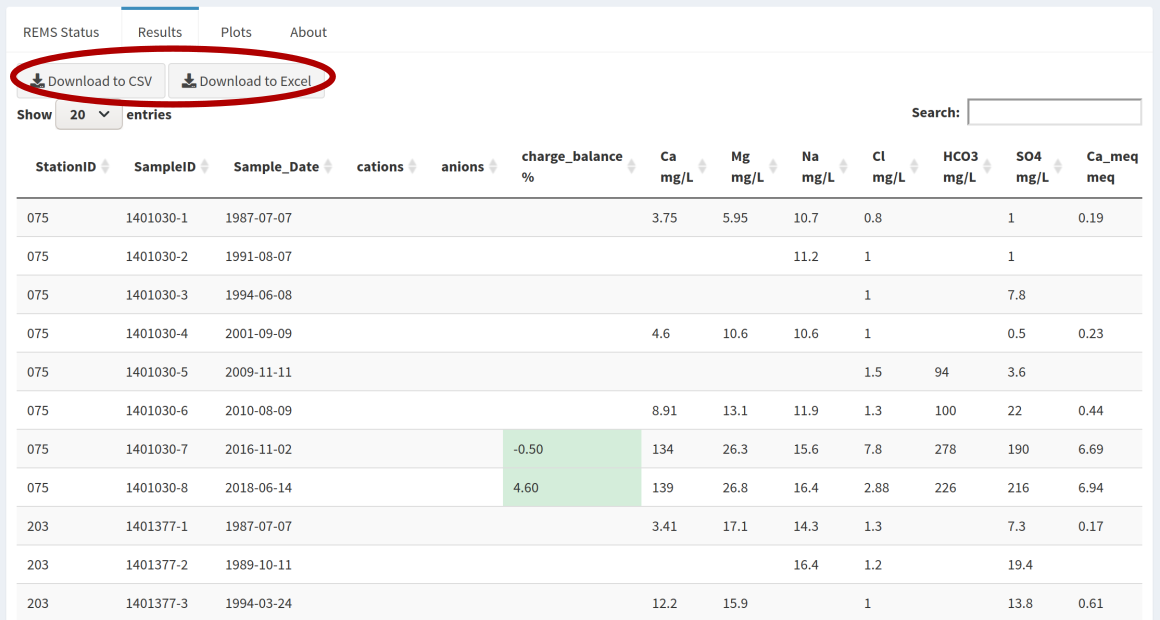 REMS Status Results Plots About
Download to CSV Download to Excel
Show 20 entries Search:
StationID SampleID Sample_Date cations anions charge_balance % Ca mg/L Mg mg/L Na mg/L Cl mg/L HCO3 mg/L SO4 mg/L Ca_meq meq
075 1401030-1 1987-07-07 3.75 5.95 10.7 0.8 1 0.19
075 1401030-2 1991-08-07 11.2 1 1
075 1401030-3 1994-06-08 1 7.8
075 1401030-4 2001-09-09 4.6 10.6 10.6 1 0.5 0.23
075 1401030-5 2009-11-11 1.5 94 3.6
075 1401030-6 2010-08-09 8.91 13.1 11.9 1.3 100 22 0.44
075 1401030-7 2016-11-02 -0.50 134 26.3 15.6 7.8 278 190 6.69
075 1401030-8 2018-06-14 4.60 139 26.8 16.4 2.88 226 216 6.94
203 1401377-1 1987-07-07 3.41 17.1 14.3 1.3 7.3 0.17
203 1401377-2 1989-10-11 16.4 1.2 19.4
203 1401377-3 1994-03-24 12.2 15.9 1 13.8 0.61